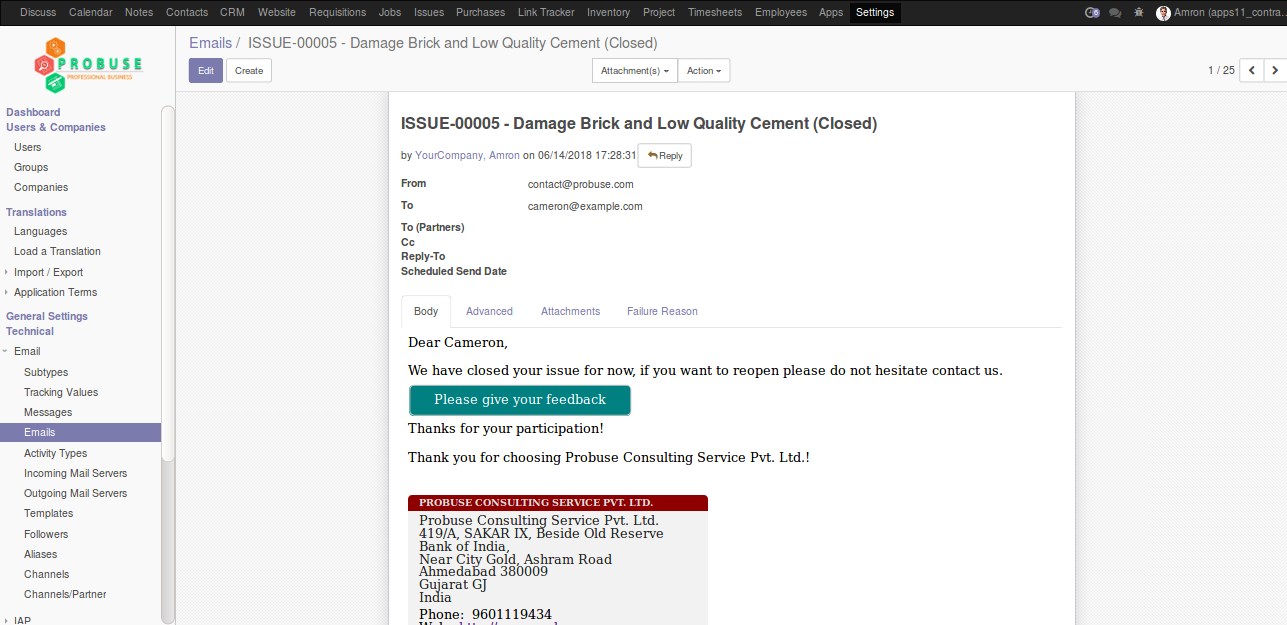 Discuss Calendar Notes Contacts CRM Website Requisitions Jobs Issues Purchases Link Tracker Inventory Project Timesheets Employees Apps Settings Amron (apps11_contra...
PROBUSE
PROFESSIONAL BUSINESS
Emails / ISSUE-00005 - Damage Brick and Low Quality Cement (Closed)
Edit Create Attachment(s) Action 1 / 25
Dashboard
Users & Companies
Users
Groups
Companies
Translations
Languages
Load a Translation
Import / Export
Application Terms
General Settings
Technical
Email
Subtypes
Tracking Values
Messages
Emails
Activity Types
Incoming Mail Servers
Outgoing Mail Servers
Templates
Followers
Aliases
Channels
Channels/Partner
IAP
ISSUE-00005 - Damage Brick and Low Quality Cement (Closed)
by YourCompany, Amron on 06/14/2018 17:28:31 Reply
From contact@probuse.com
To cameron@example.com
To (Partners)
Cc
Reply-To
Scheduled Send Date
Body Advanced Attachments Failure Reason
Dear Cameron,
We have closed your issue for now, if you want to reopen please do not hesitate contact us.
Please give your feedback
Thanks for your participation!
Thank you for choosing Probuse Consulting Service Pvt. Ltd.!
PROBUSE CONSULTING SERVICE PVT. LTD.
Probuse Consulting Service Pvt. Ltd.
419/A, SAKAR IX, Beside Old Reserve
Bank of India,
Near City Gold, Ashram Road
Ahmedabad 380009
Gujarat GJ
India
Phone: 9601119434